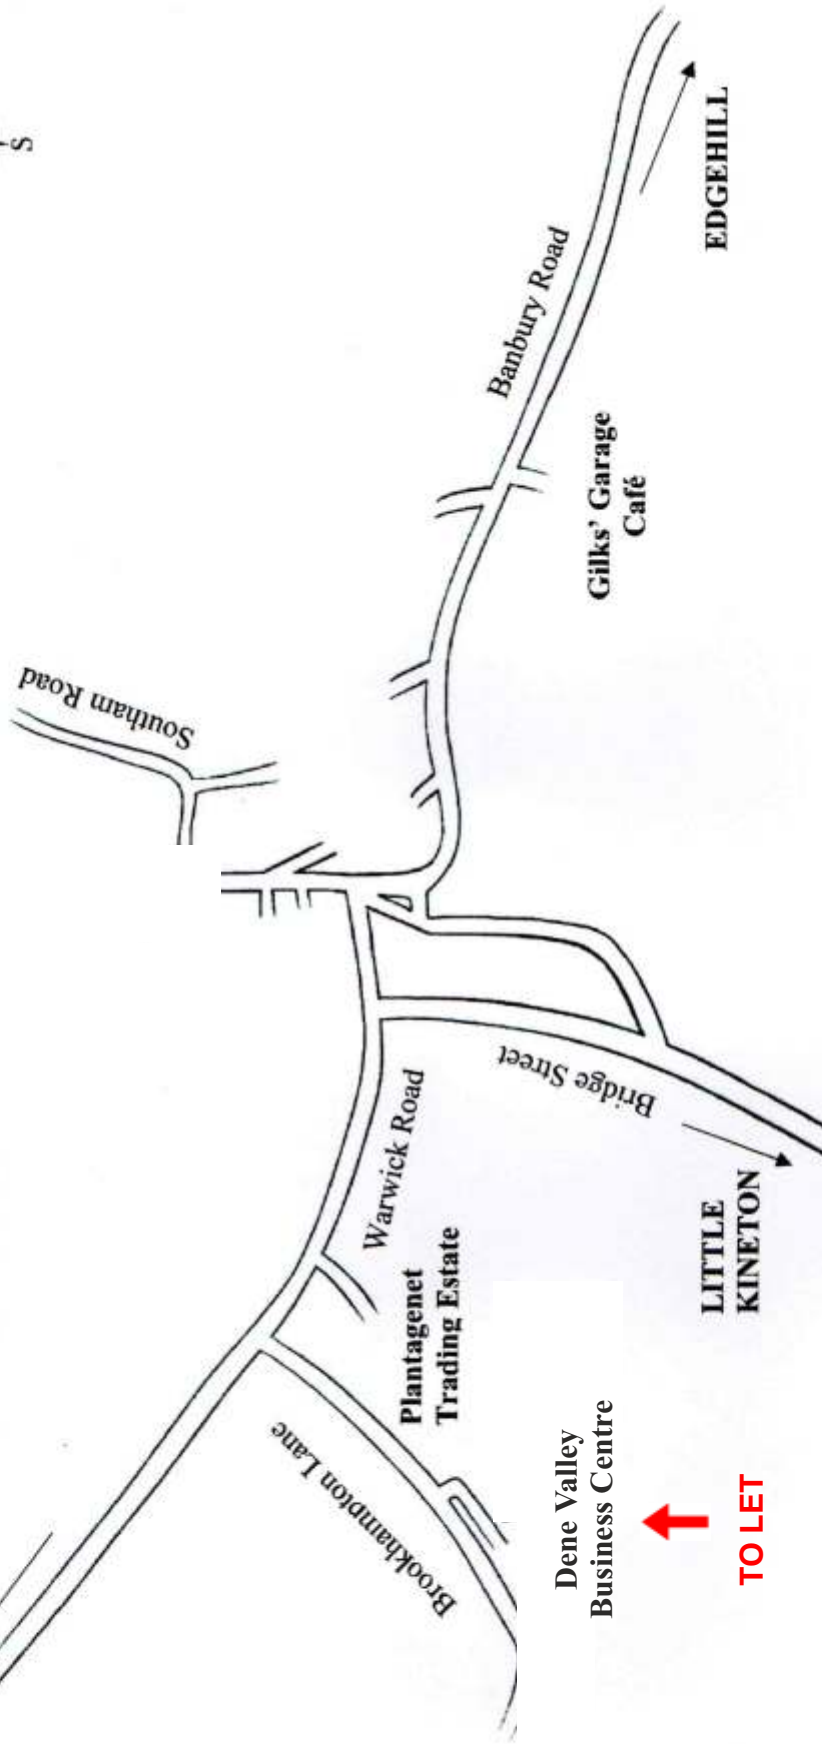 S
Southam Road
Banbury Road
EDGEHILL
Gilks’ Garage
Café
Warwick Road
Bridge Street
Plantagenet
Trading Estate
Brookhampton Lane
LITTLE
KINETON
Dene Valley
Business Centre
TO LET